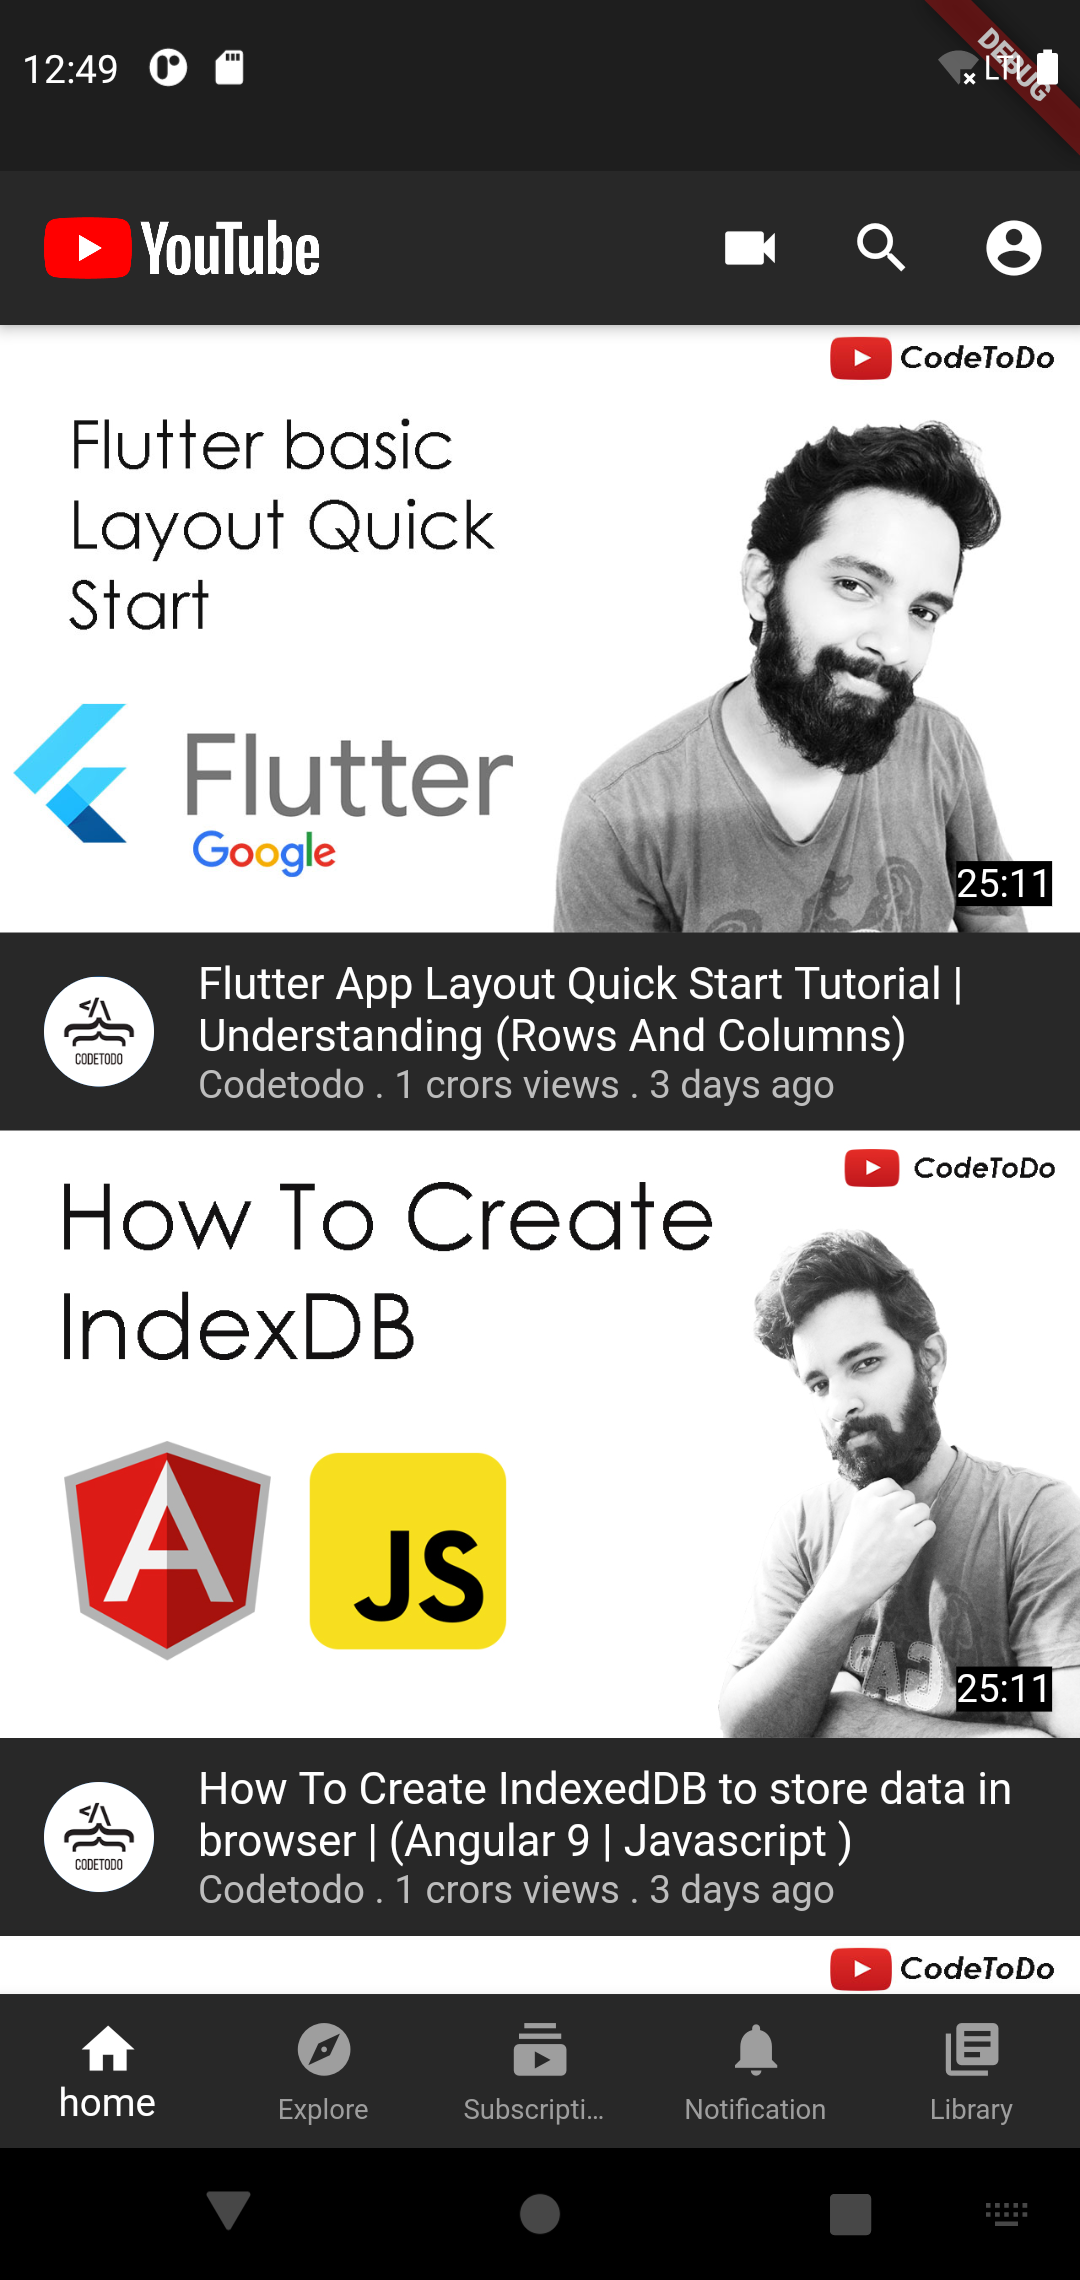 12:49
DEBUG
YouTube
CodeToDo
Flutter basic
Layout Quick
Start
Flutter
Google
25:11
Flutter App Layout Quick Start Tutorial |
Understanding (Rows And Columns)
Codetodo . 1 crors views . 3 days ago
</\
CODETODO
CodeToDo
How To Create
IndexDB
A
JS
25:11
How To Create IndexedDB to store data in
browser | (Angular 9 | Javascript )
Codetodo . 1 crors views . 3 days ago
</\
CODETODO
CodeToDo
home
Explore
Subscripti...
Notification
Library